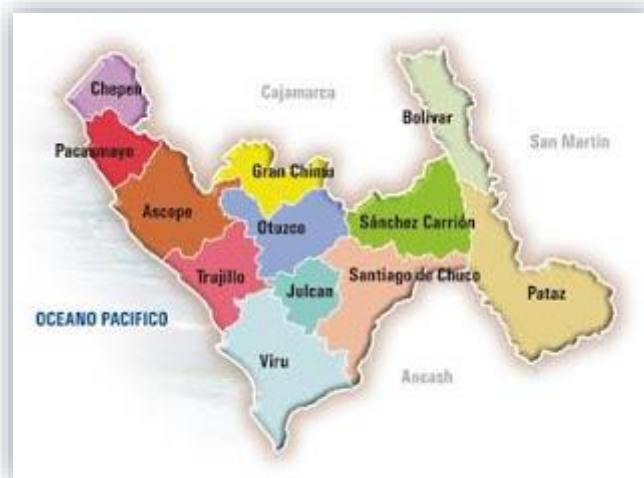 Chepen
Cajamarca
Bolivar
San Martín
Pacasmayo
Gran Chimu
Ascope
Otuzco
Sánchez Carrión
Trujillo
Julcan
Santiago de Chuco
Pataz
OCEANO PACIFICO
Viru
Ancash